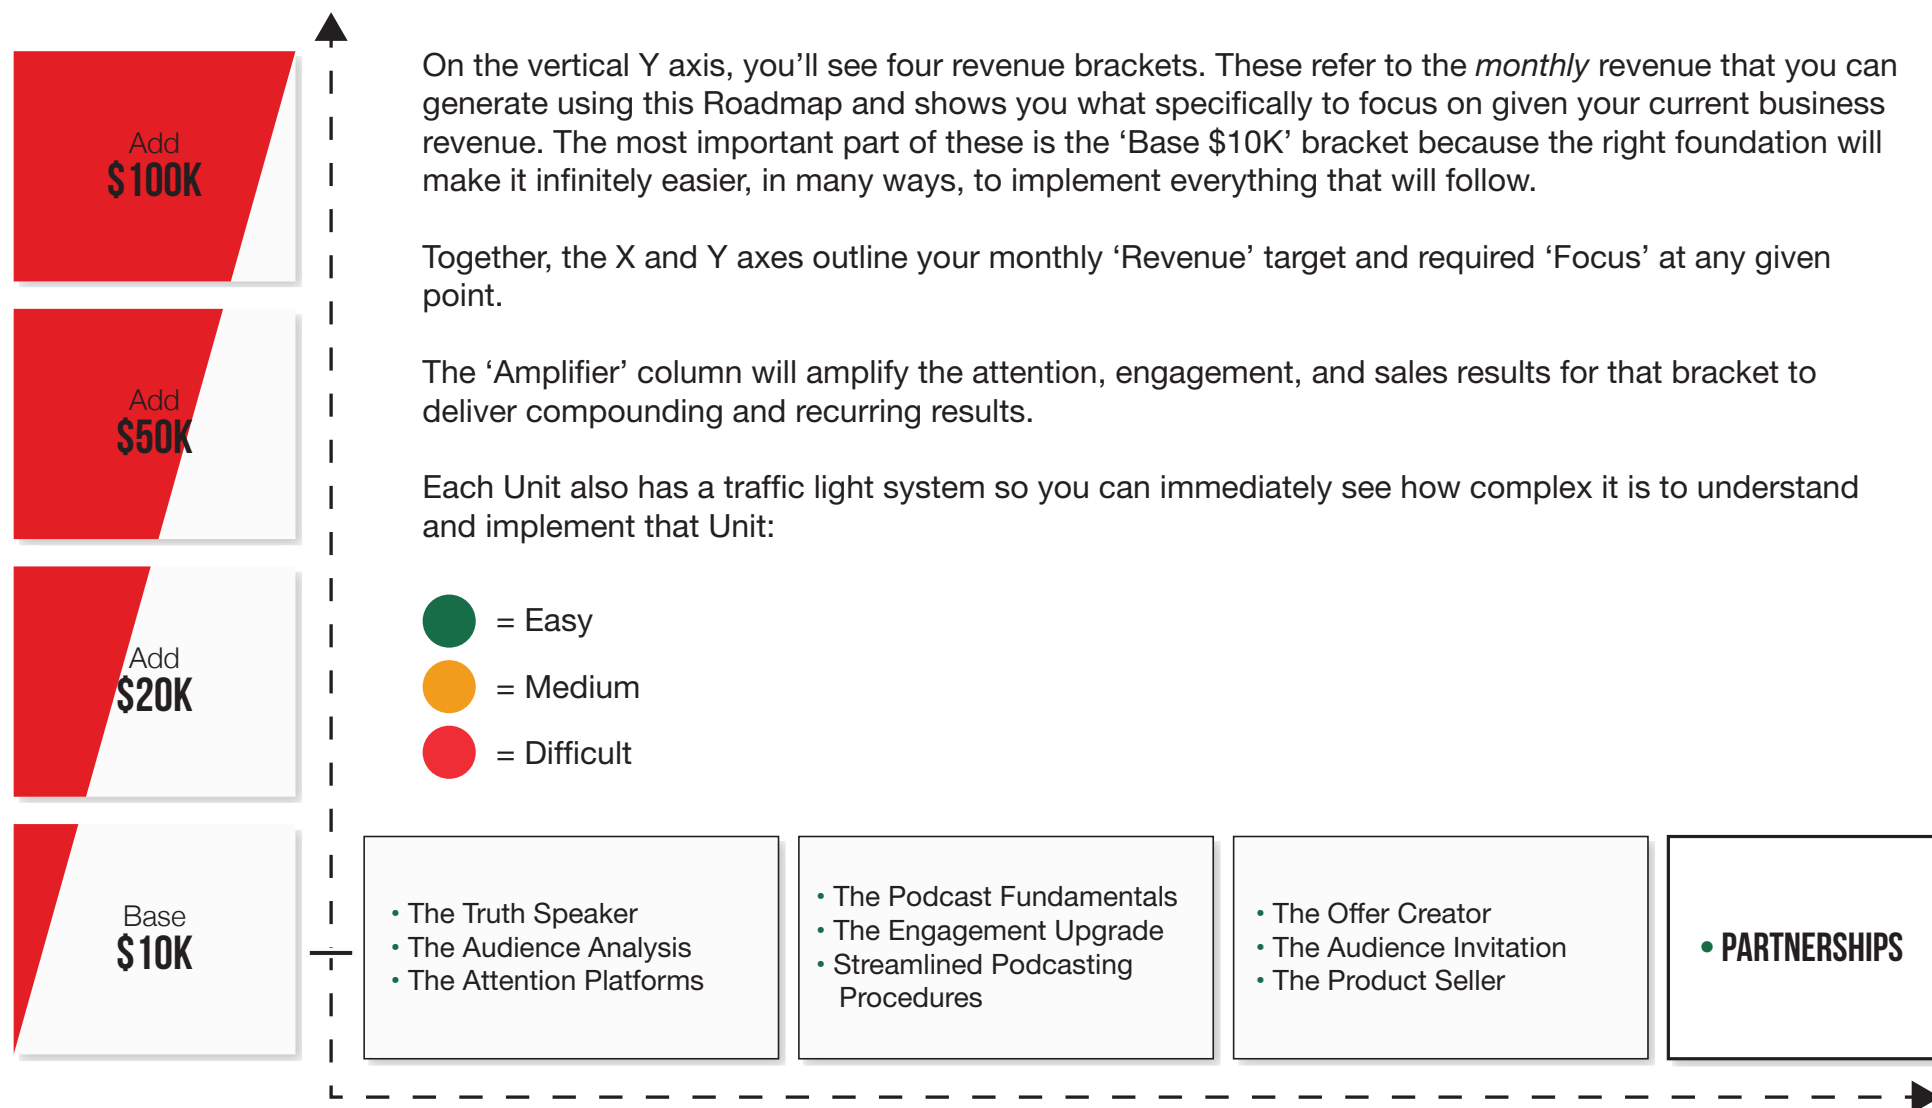 On the vertical Y axis, you’ll see four revenue brackets. These refer to the monthly revenue that you can
generate using this Roadmap and shows you what specifically to focus on given your current business
revenue. The most important part of these is the ‘Base $10K’ bracket because the right foundation will
make it infinitely easier, in many ways, to implement everything that will follow.
Together, the X and Y axes outline your monthly ‘Revenue’ target and required ‘Focus’ at any given
point.
The ‘Amplifier’ column will amplify the attention, engagement, and sales results for that bracket to
deliver compounding and recurring results.
Each Unit also has a traffic light system so you can immediately see how complex it is to understand
and implement that Unit:
= Easy
= Medium
= Difficult
Add
$100K
Add
$50K
Add
$20K
Base
$10K
• The Truth Speaker
• The Audience Analysis
• The Attention Platforms
• The Podcast Fundamentals
• The Engagement Upgrade
• Streamlined Podcasting
Procedures
• The Offer Creator
• The Audience Invitation
• The Product Seller
• PARTNERSHIPS